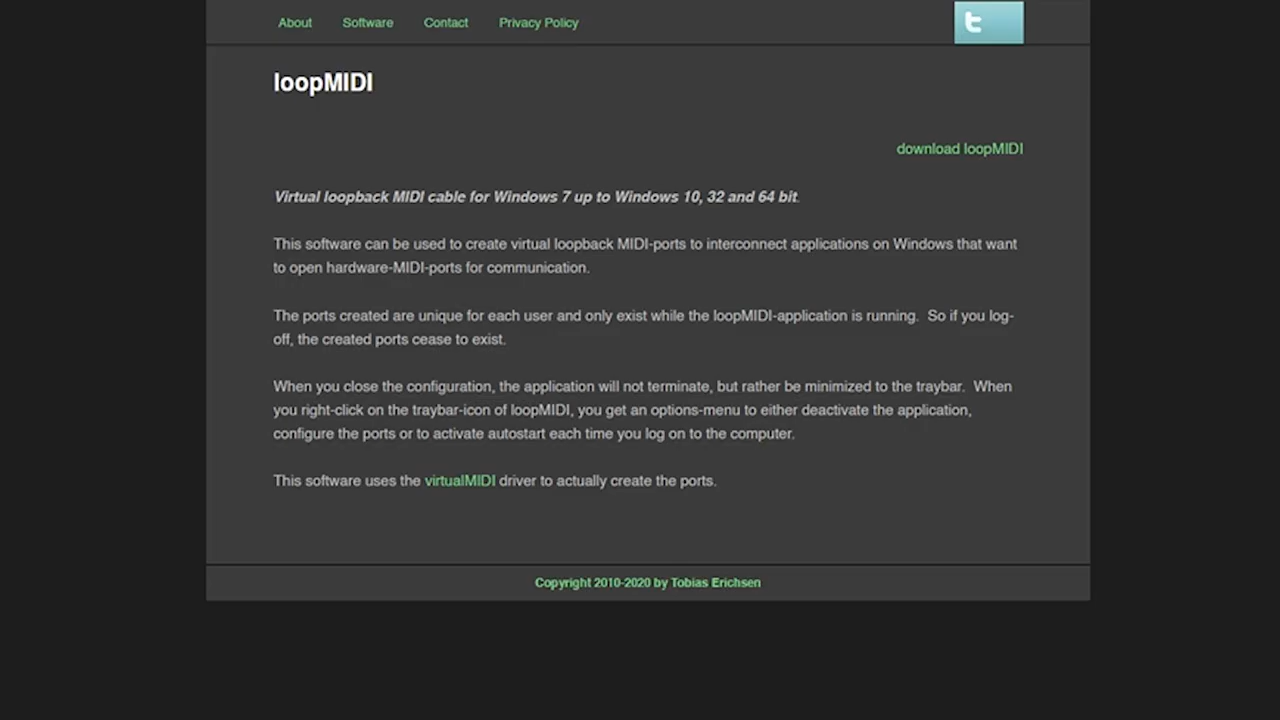 About Software Contact Privacy Policy
loopMIDI
download loopMIDI
Virtual loopback MIDI cable for Windows 7 up to Windows 10, 32 and 64 bit.
This software can be used to create virtual loopback MIDI-ports to interconnect applications on Windows that want
to open hardware-MIDI-ports for communication.
The ports created are unique for each user and only exist while the loopMIDI-application is running.  So if you log-
off, the created ports cease to exist.
When you close the configuration, the application will not terminate, but rather be minimized to the traybar.  When
you right-click on the traybar-icon of loopMIDI, you get an options-menu to either deactivate the application,
configure the ports or to activate autostart each time you log on to the computer.
This software uses the virtualMIDI driver to actually create the ports.
Copyright 2010-2020 by Tobias Erichsen